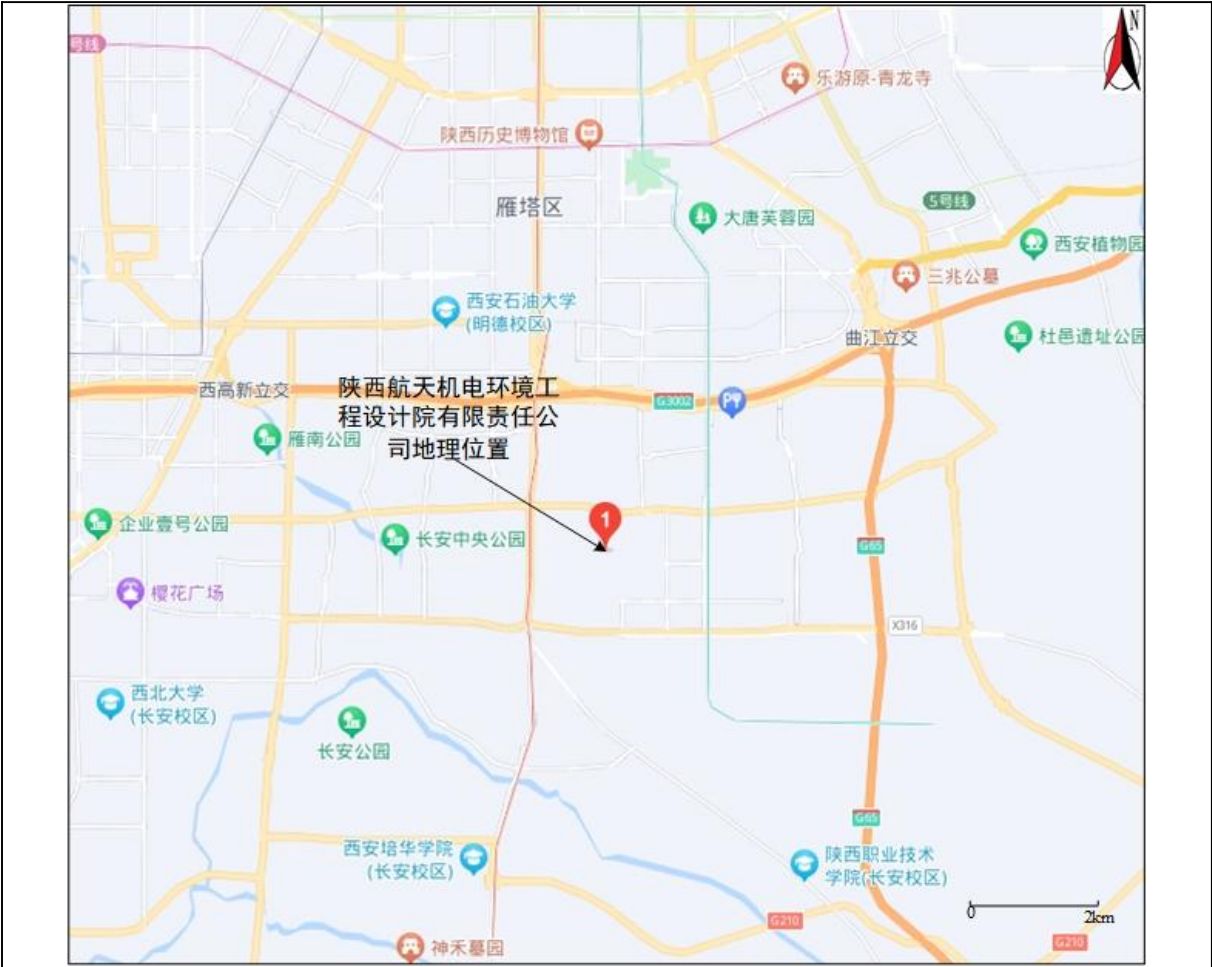 N
号线
乐游原-青龙寺
陕西历史博物馆
雁塔区
5号线
大唐芙蓉园
西安植物园
三兆公墓
西安石油大学
(明德校区)
曲江立交
杜邑遗址公园
西高新立交
陕西航天机电环境工
程设计院有限责任公
司地理位置
G3002
P
雁南公园
1
企业壹号公园
长安中央公园
G65
樱花广场
X316
西北大学
(长安校区)
长安公园
G65
西安培华学院
(长安校区)
陕西职业技术
学院(长安校区)
0
2km
G210
G210
神禾墓园